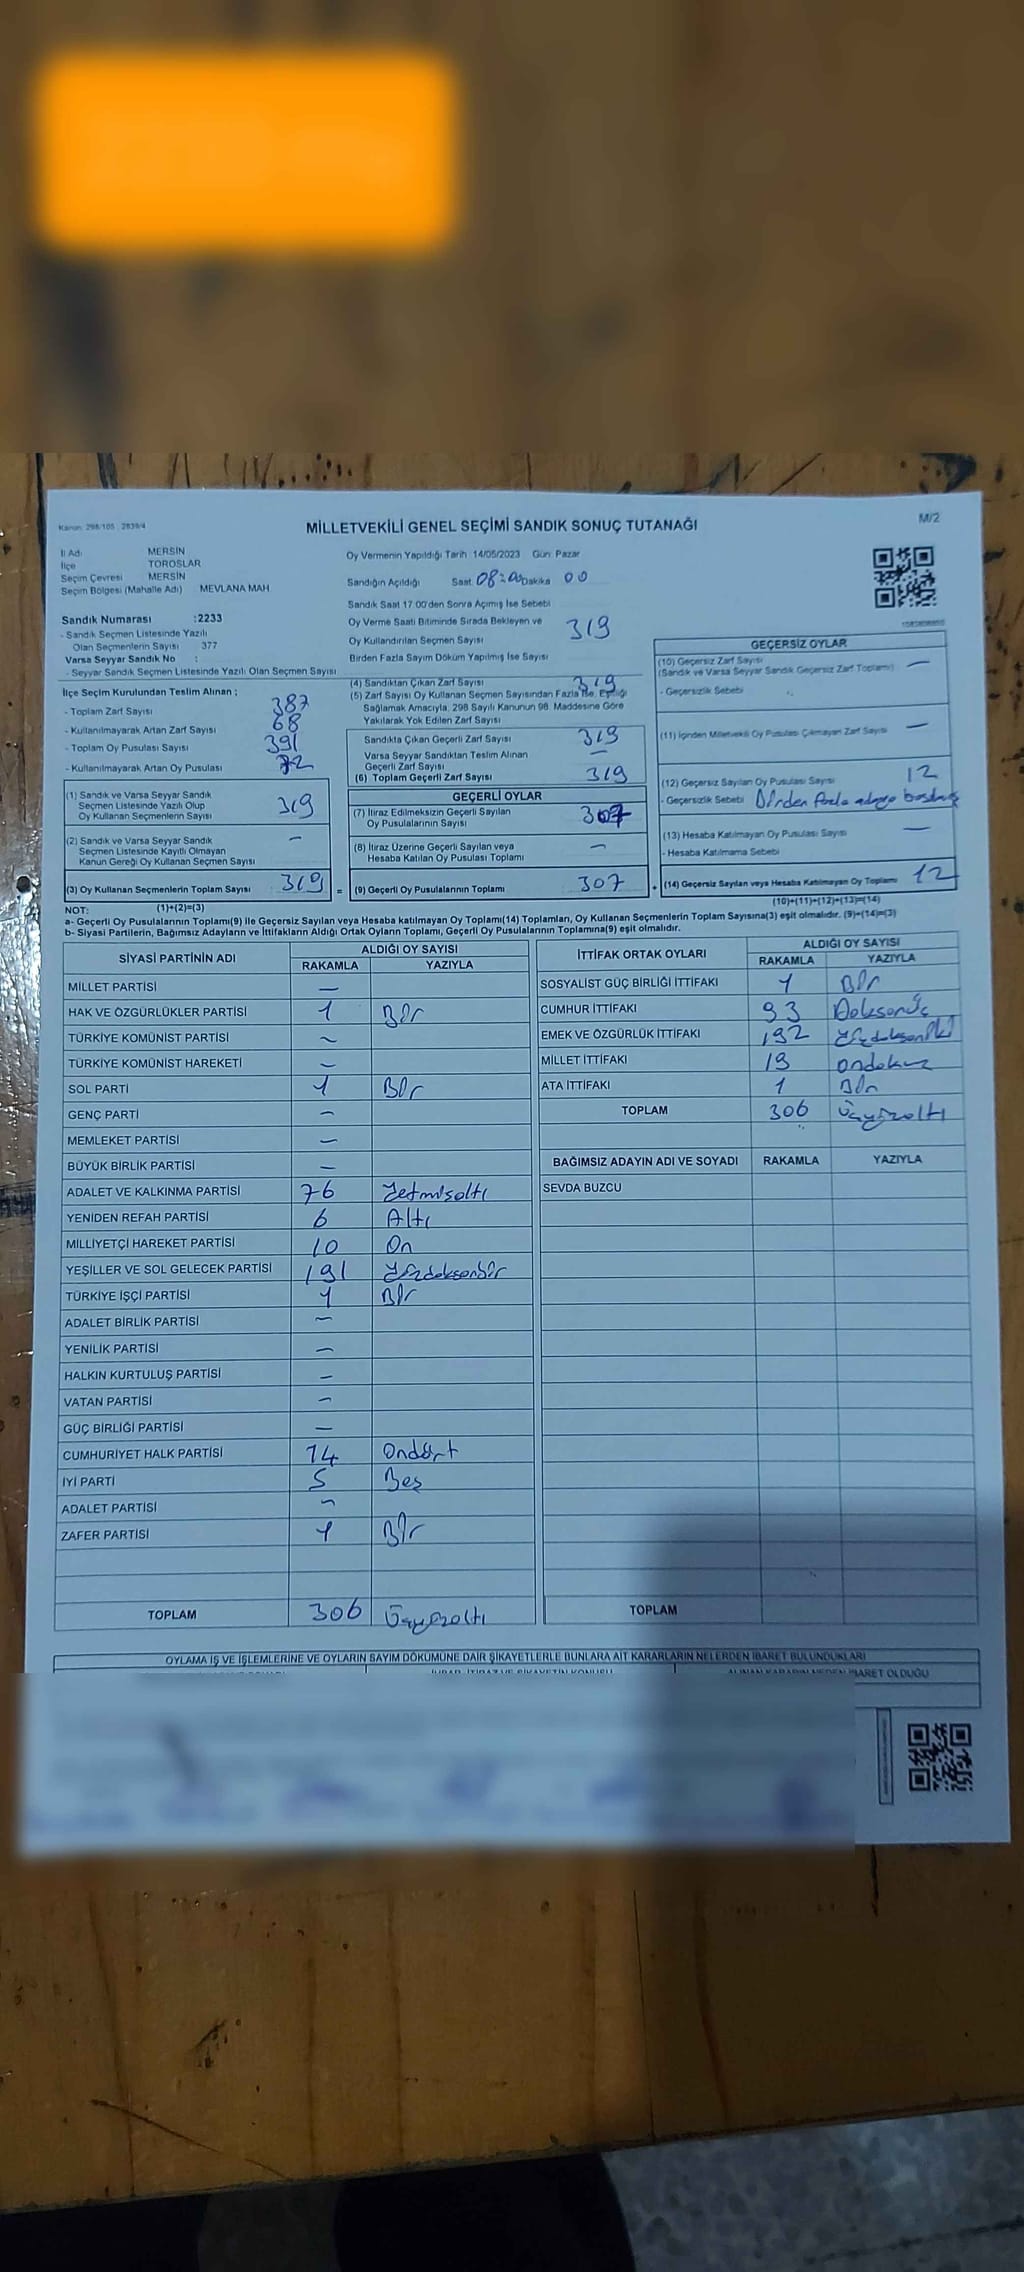 Kanun: 298/105 ; 2839/4
MİLLETVEKİLİ GENEL SEÇİMİ SANDIK SONUÇ TUTANAĞI
M/2
İl Adı MERSİN
İlçe TOROSLAR
Seçim Çevresi MERSİN
Seçim Bölgesi (Mahalle Adı) MEVLANA MAH
Sandık Numarası :2233
- Sandık Seçmen Listesinde Yazılı
Olan Seçmenlerin Sayısı 377
Varsa Seyyar Sandık No :
- Seyyar Sandık Seçmen Listesinde Yazılı Olan Seçmen Sayısı
İlçe Seçim Kurulundan Teslim Alınan ;
- Toplam Zarf Sayısı 387
- Kullanılmayarak Artan Zarf Sayısı 68
- Toplam Oy Pusulası Sayısı 391
- Kullanılmayarak Artan Oy Pusulası 72
(1) Sandık ve Varsa Seyyar Sandık
Seçmen Listesinde Yazılı Olup
Oy Kullanan Seçmenlerin Sayısı 319
(2) Sandık ve Varsa Seyyar Sandık
Seçmen Listesinde Kayıtlı Olmayan
Kanun Gereği Oy Kullanan Seçmen Sayısı –
(3) Oy Kullanan Seçmenlerin Toplam Sayısı 319 =
Oy Vermenin Yapıldığı Tarih :14/05/2023 Gün: Pazar
Sandığın Açıldığı Saat 08:00 Dakika 00
Sandık Saat 17:00'den Sonra Açımış İse Sebebi
Oy Verme Saati Bitiminde Sırada Bekleyen ve
Oy Kullandırılan Seçmen Sayısı 319
Birden Fazla Sayım Döküm Yapılmış İse Sayısı
(4) Sandıktan Çıkan Zarf Sayısı 319
(5) Zarf Sayısı Oy Kullanan Seçmen Sayısından Fazla İse, Eşitliği
Sağlamak Amacıyla, 298 Sayılı Kanunun 98. Maddesine Göre
Yakılarak Yok Edilen Zarf Sayısı
Sandıkta Çıkan Geçerli Zarf Sayısı 319
Varsa Seyyar Sandıktan Teslim Alınan
Geçerli Zarf Sayısı –
(6) Toplam Geçerli Zarf Sayısı 319
GEÇERLİ OYLAR
(7) İtiraz Edilmeksizin Geçerli Sayılan
Oy Pusulalarının Sayısı 307
(8) İtiraz Üzerine Geçerli Sayılan veya
Hesaba Katılan Oy Pusulası Toplamı –
(9) Geçerli Oy Pusulalarının Toplamı 307 +
GEÇERSİZ OYLAR
(10) Geçersiz Zarf Sayısı
(Sandık ve Varsa Seyyar Sandık Geçersiz Zarf Toplamı) –
- Geçersizlik Sebebi
(11) İçinden Milletvekili Oy Pusulası Çıkmayan Zarf Sayısı –
(12) Geçersiz Sayılan Oy Pusulası Sayısı 12
- Geçersizlik Sebebi Birden fazla adaya basılmış
(13) Hesaba Katılmayan Oy Pusulası Sayısı –
- Hesaba Katılmama Sebebi
(14) Geçersiz Sayılan veya Hesaba Katılmayan Oy Toplamı 12
NOT: (1)+(2)=(3) (10)+(11)+(12)+(13)=(14)
a- Geçerli Oy Pusulalarının Toplamı(9) ile Geçersiz Sayılan veya Hesaba katılmayan Oy Toplamı(14) Toplamları, Oy Kullanan Seçmenlerin Toplam Sayısına(3) eşit olmalıdır. (9)+(14)=(3)
b- Siyasi Partilerin, Bağımsız Adayların ve İttifakların Aldığı Ortak Oyların Toplamı, Geçerli Oy Pusulalarının Toplamına(9) eşit olmalıdır.
SİYASİ PARTİNİN ADI ALDIĞI OY SAYISI
RAKAMLA YAZIYLA
MİLLET PARTİSİ –
HAK VE ÖZGÜRLÜKLER PARTİSİ 1 Bir
TÜRKİYE KOMÜNİST PARTİSİ –
TÜRKİYE KOMÜNİST HAREKETİ –
SOL PARTİ 1 Bir
GENÇ PARTİ –
MEMLEKET PARTİSİ –
BÜYÜK BİRLİK PARTİSİ –
ADALET VE KALKINMA PARTİSİ 76 Yetmişaltı
YENİDEN REFAH PARTİSİ 6 Altı
MİLLİYETÇİ HAREKET PARTİSİ 10 On
YEŞİLLER VE SOL GELECEK PARTİSİ 191 Yüzdoksanbir
TÜRKİYE İŞÇİ PARTİSİ 1 Bir
ADALET BİRLİK PARTİSİ –
YENİLİK PARTİSİ –
HALKIN KURTULUŞ PARTİSİ –
VATAN PARTİSİ –
GÜÇ BİRLİĞİ PARTİSİ –
CUMHURİYET HALK PARTİSİ 14 Ondört
İYİ PARTİ 5 Beş
ADALET PARTİSİ –
ZAFER PARTİSİ 1 Bir
TOPLAM 306 Üçyüzaltı
İTTİFAK ORTAK OYLARI ALDIĞI OY SAYISI
RAKAMLA YAZIYLA
SOSYALİST GÜÇ BİRLİĞİ İTTİFAKI 1 Bir
CUMHUR İTTİFAKI 93 Doksanüç
EMEK VE ÖZGÜRLÜK İTTİFAKI 192 Yüzdoksaniki
MİLLET İTTİFAKI 19 ondokuz
ATA İTTİFAKI 1 Bir
TOPLAM 306 Üçyüzaltı
BAĞIMSIZ ADAYIN ADI VE SOYADI RAKAMLA YAZIYLA
SEVDA BUZCU
TOPLAM
OYLAMA İŞ VE İŞLEMLERİNE VE OYLARIN SAYIM DÖKÜMÜNE DAİR ŞİKAYETLERLE BUNLARA AİT KARARLARIN NELERDEN İBARET BULUNDUKLARI
İHBAR, İTİRAZ VE ŞİKAYETİN KONUSU ALINAN KARARIN NEDEN İBARET OLDUĞU